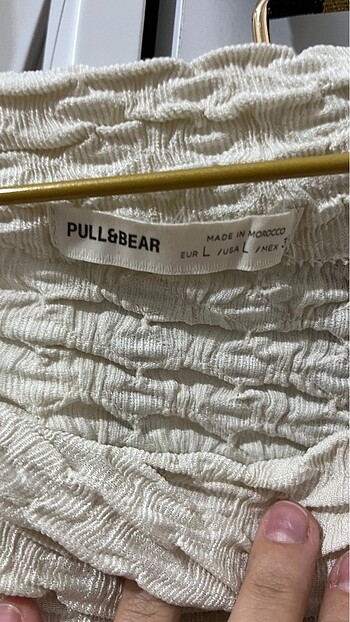 PULL&BEAR
MADE IN MOROCCO
EUR L /USA L /MEX